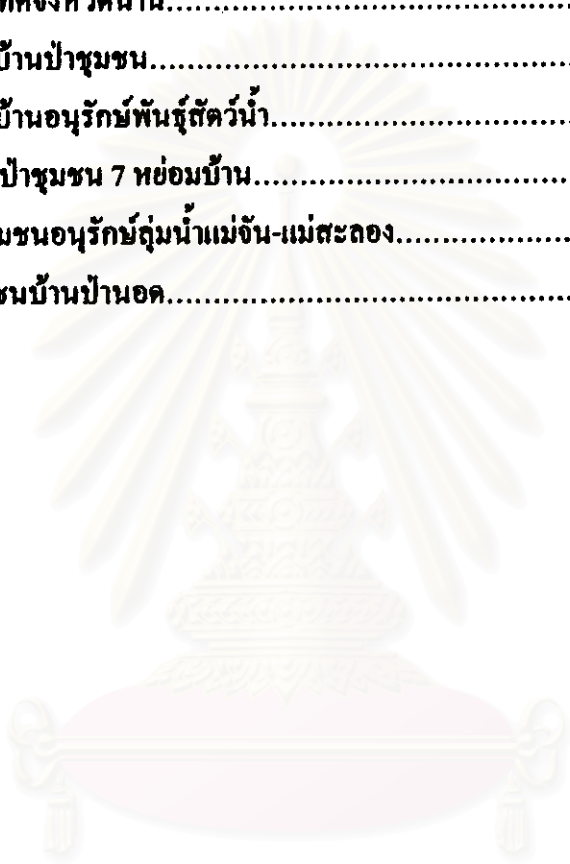 บ้านป่าชุมชน........................................
บ้านอนุรักษ์พันธุ์สัตว์น้ำ..............................
ป่าชุมชน 7 หย่อมบ้าน................................
มชนอนุรักษ์ลุ่มน้ำแม่จัน-แม่สะลอง...................
ชนบ้านป่านอด......................................